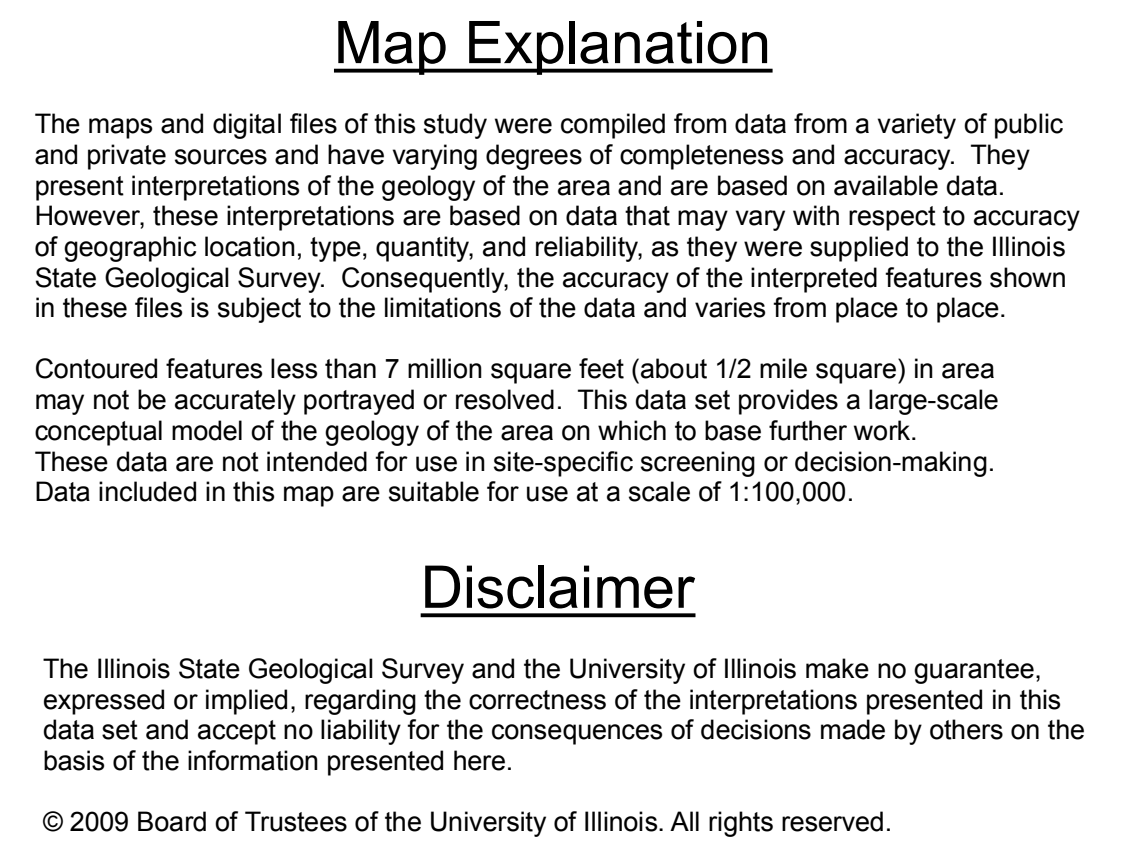 Map Explanation
The maps and digital files of this study were compiled from data from a variety of public
and private sources and have varying degrees of completeness and accuracy.  They
present interpretations of the geology of the area and are based on available data.
However, these interpretations are based on data that may vary with respect to accuracy
of geographic location, type, quantity, and reliability, as they were supplied to the Illinois
State Geological Survey.  Consequently, the accuracy of the interpreted features shown
in these files is subject to the limitations of the data and varies from place to place.
Contoured features less than 7 million square feet (about 1/2 mile square) in area
may not be accurately portrayed or resolved.  This data set provides a large-scale
conceptual model of the geology of the area on which to base further work.
These data are not intended for use in site-specific screening or decision-making.
Data included in this map are suitable for use at a scale of 1:100,000.
Disclaimer
The Illinois State Geological Survey and the University of Illinois make no guarantee,
expressed or implied, regarding the correctness of the interpretations presented in this
data set and accept no liability for the consequences of decisions made by others on the
basis of the information presented here.
© 2009 Board of Trustees of the University of Illinois. All rights reserved.